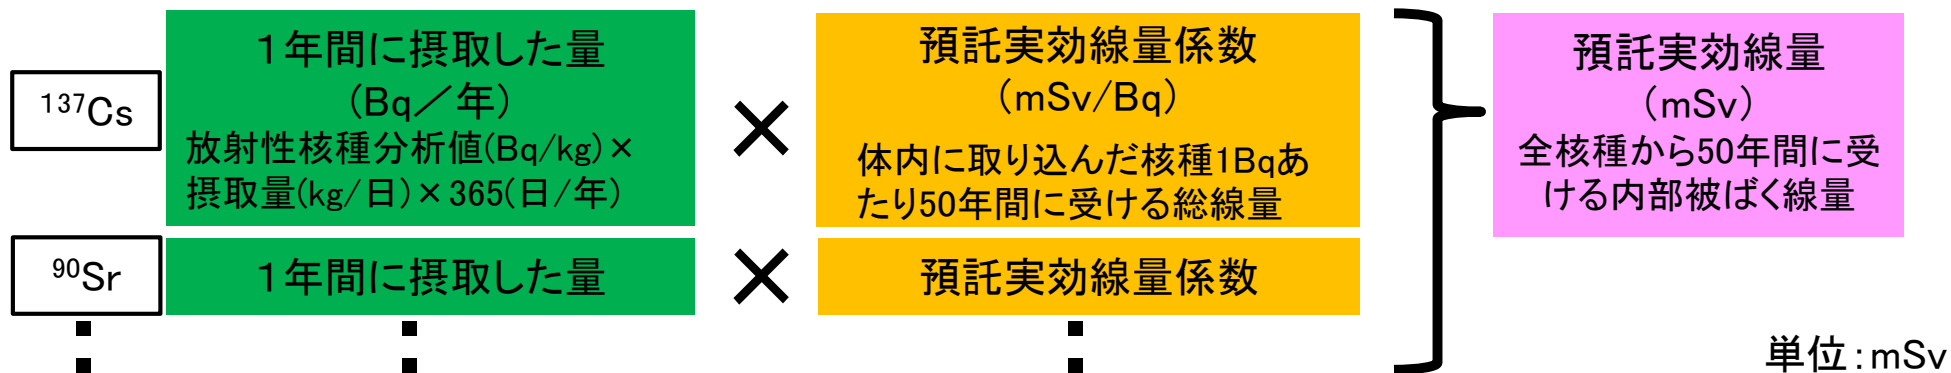 ¹³⁷Cs
１年間に摂取した量
(Bq／年)
放射性核種分析値(Bq/kg)×
摂取量(kg/日)×365(日/年)
×
預託実効線量係数
(mSv/Bq)
体内に取り込んだ核種1Bqあ
たり50年間に受ける総線量
預託実効線量
(mSv)
全核種から50年間に受
ける内部被ばく線量
⁹⁰Sr
１年間に摂取した量
×
預託実効線量係数
単位：mSv